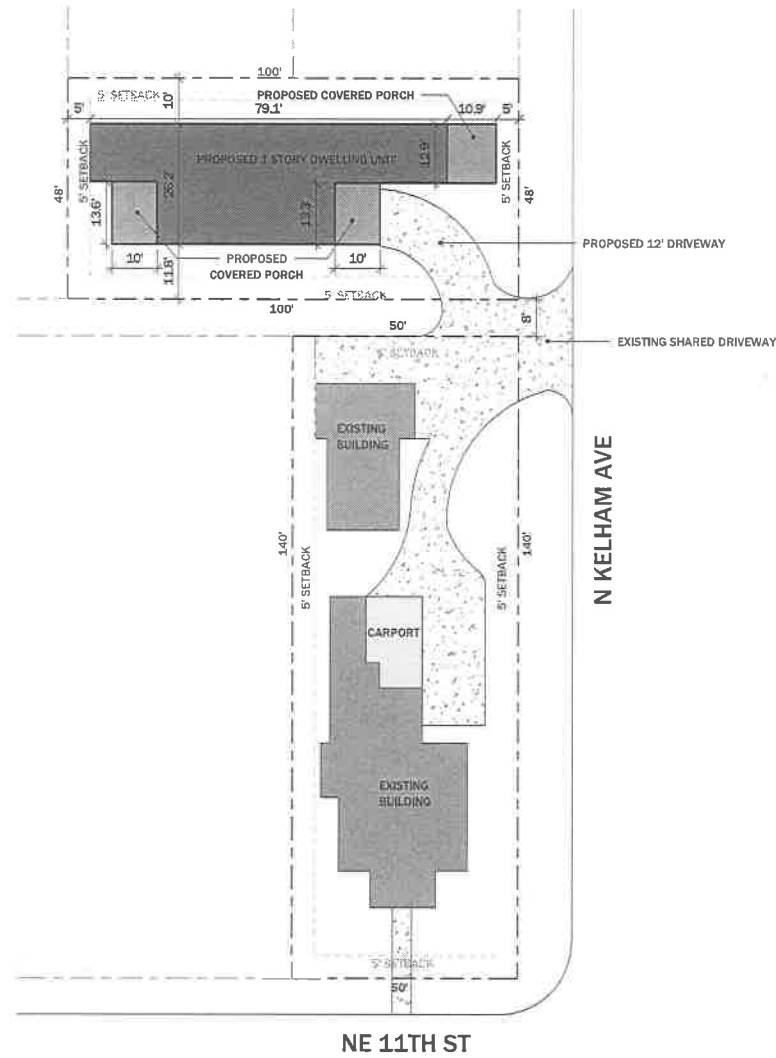 100'
5' SETBACK
10'
PROPOSED COVERED PORCH
5'
79.1'
10.9'
5'
PROPOSED 1 STORY DWELLING UNIT
12.9'
5' SETBACK
5' SETBACK
48'
48'
26.2'
13.6'
13.3'
PROPOSED 12' DRIVEWAY
PROPOSED
COVERED PORCH
10'
10'
11.8'
5' SETBACK
100'
8'
50'
EXISTING SHARED DRIVEWAY
5' SETBACK
EXISTING
BUILDING
N KELHAM AVE
140'
140'
5' SETBACK
5' SETBACK
CARPORT
EXISTING
BUILDING
5' SETBACK
50'
NE 11TH ST